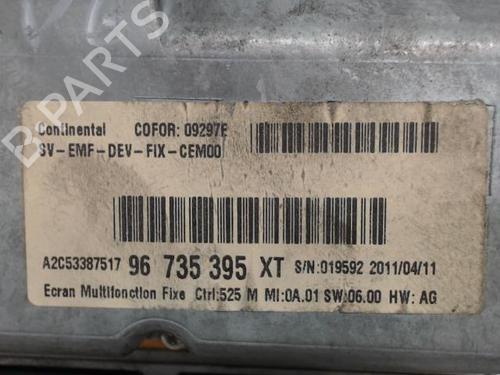 Continental COFOR: 09297E
SV-EMF-DEV-FIX-CEM00
A2C53387517 96 735 395 XT S/N:019592 2011/04/11
Ecran Multifonction Fixe Ctrl:525 M MI:0A.01 SW:06.00 HW: AG
B-PARTS